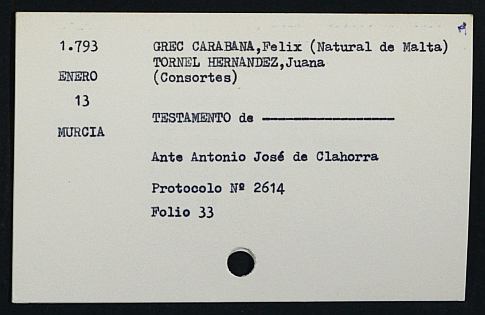 1.793 GREC CARABANA,Felix (Natural de Malta)
TORNEL HERNANDEZ,Juana
ENERO (Consortes)
13
TESTAMENTO de -----------------
MURCIA
Ante Antonio José de Clahorra
Protocolo Nº 2614
Folio 33